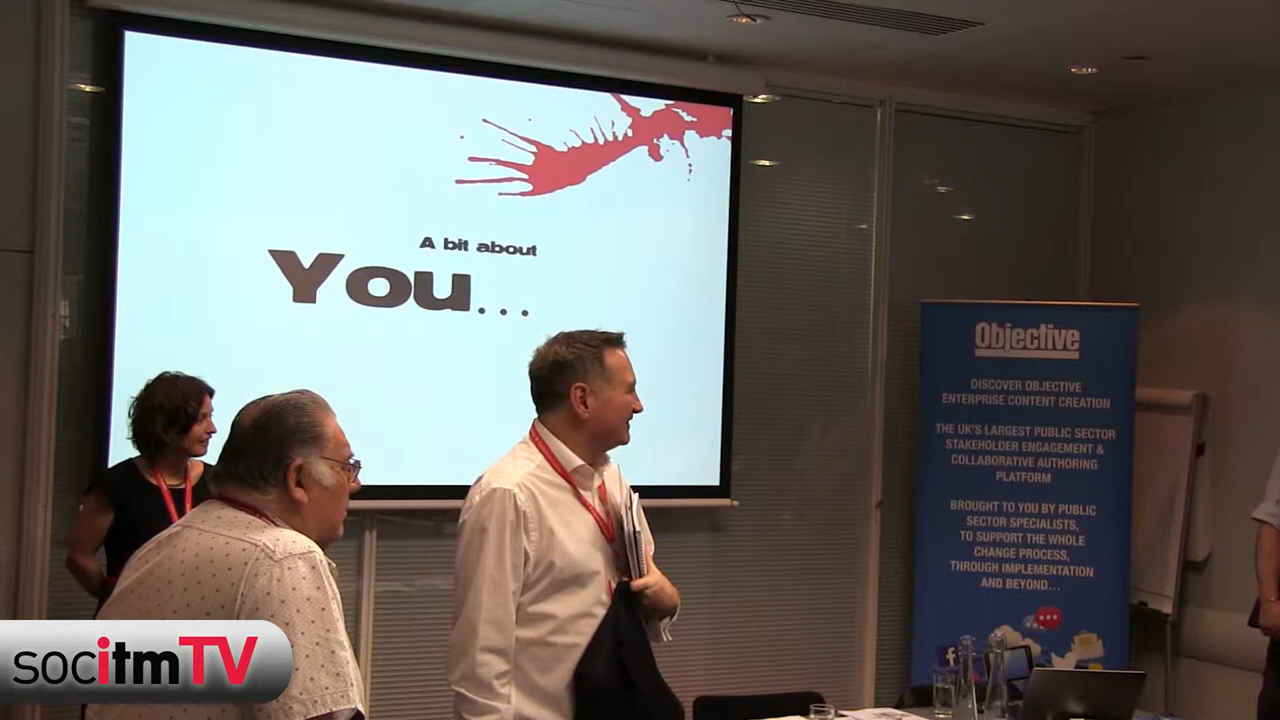 A bit about
You...
Objective
DISCOVER OBJECTIVE
ENTERPRISE CONTENT CREATION
THE UK'S LARGEST PUBLIC SECTOR
STAKEHOLDER ENGAGEMENT &
COLLABORATIVE AUTHORING
PLATFORM
BROUGHT TO YOU BY PUBLIC
SECTOR SPECIALISTS,
TO SUPPORT THE WHOLE
CHANGE PROCESS,
THROUGH IMPLEMENTATION
AND BEYOND...
f
socitmTV